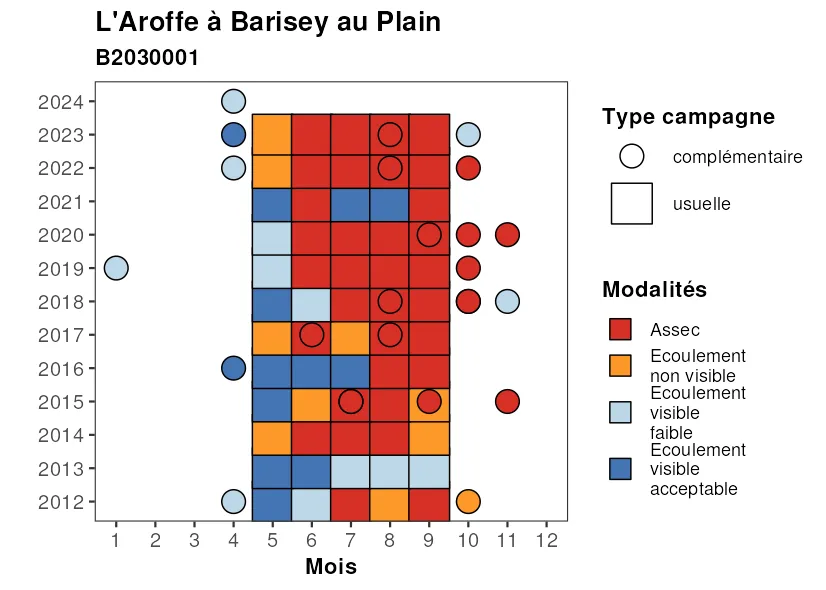 L'Aroffe à Barisey au Plain
B2030001
2024
2023
2022
2021
2020
2019
2018
2017
2016
2015
2014
2013
2012
1 2 3 4 5 6 7 8 9 10 11 12
Mois
Type campagne
complémentaire
usuelle
Modalités
Assec
Ecoulement
non visible
Ecoulement
visible
faible
Ecoulement
visible
acceptable